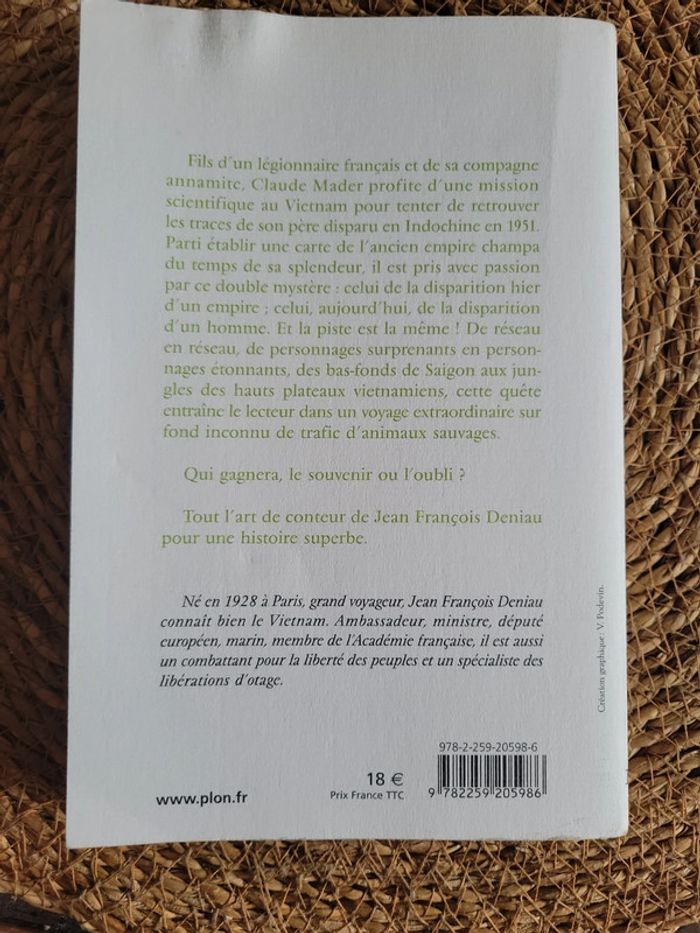 Fils d'un légionnaire français et de sa compagne
annamite, Claude Mader profite d'une mission
scientifique au Vietnam pour tenter de retrouver
les traces de son père disparu en Indochine en 1951.
Parti établir une carte de l'ancien empire champa
du temps de sa splendeur, il est pris avec passion
par ce double mystère : celui de la disparition hier
d'un empire ; celui, aujourd'hui, de la disparition
d'un homme. Et la piste est la même ! De réseau
en réseau, de personnages surprenants en person-
nages étonnants, des bas-fonds de Saigon aux jun-
gles des hauts plateaux vietnamiens, cette quête
entraîne le lecteur dans un voyage extraordinaire sur
fond inconnu de trafic d'animaux sauvages.
Qui gagnera, le souvenir ou l'oubli ?
Tout l'art de conteur de Jean François Deniau
pour une histoire superbe.
Né en 1928 à Paris, grand voyageur, Jean François Deniau
connaît bien le Vietnam. Ambassadeur, ministre, député
européen, marin, membre de l'Académie française, il est aussi
un combattant pour la liberté des peuples et un spécialiste des
libérations d'otage.
Création graphique : V. Podevin.
978-2-259-20598-6
18 €
www.plon.fr
Prix France TTC
9 782259 205986